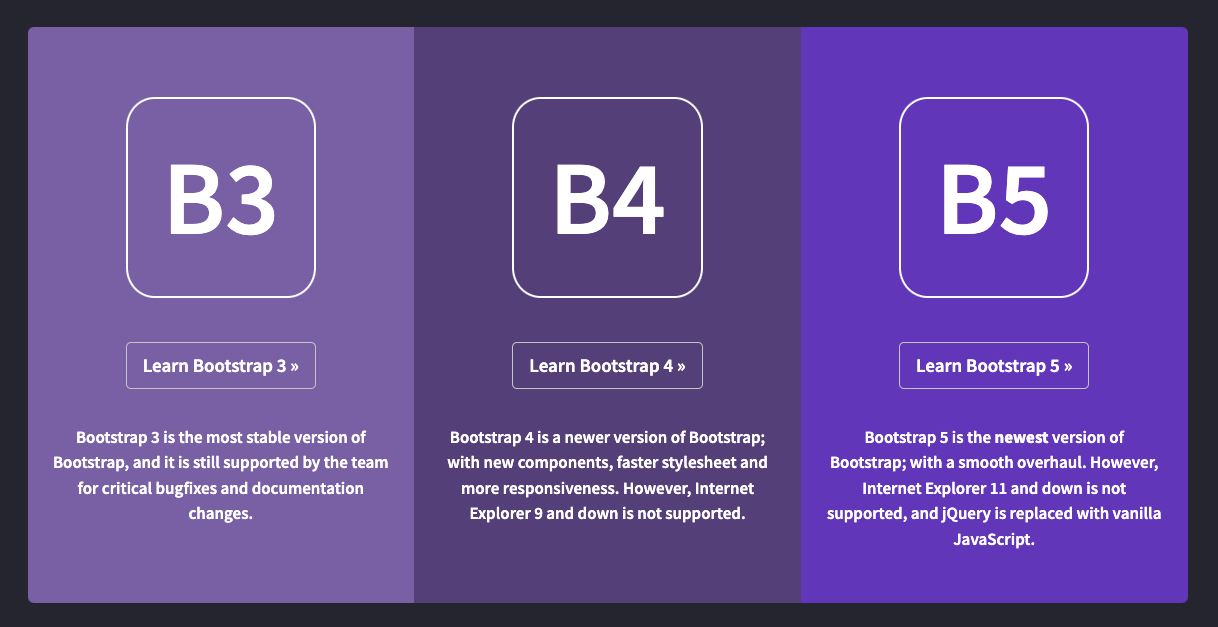 B3
Learn Bootstrap 3 »
Bootstrap 3 is the most stable version of
Bootstrap, and it is still supported by the team
for critical bugfixes and documentation
changes.
B4
Learn Bootstrap 4 »
Bootstrap 4 is a newer version of Bootstrap;
with new components, faster stylesheet and
more responsiveness. However, Internet
Explorer 9 and down is not supported.
B5
Learn Bootstrap 5 »
Bootstrap 5 is the newest version of
Bootstrap; with a smooth overhaul. However,
Internet Explorer 11 and down is not
supported, and jQuery is replaced with vanilla
JavaScript.